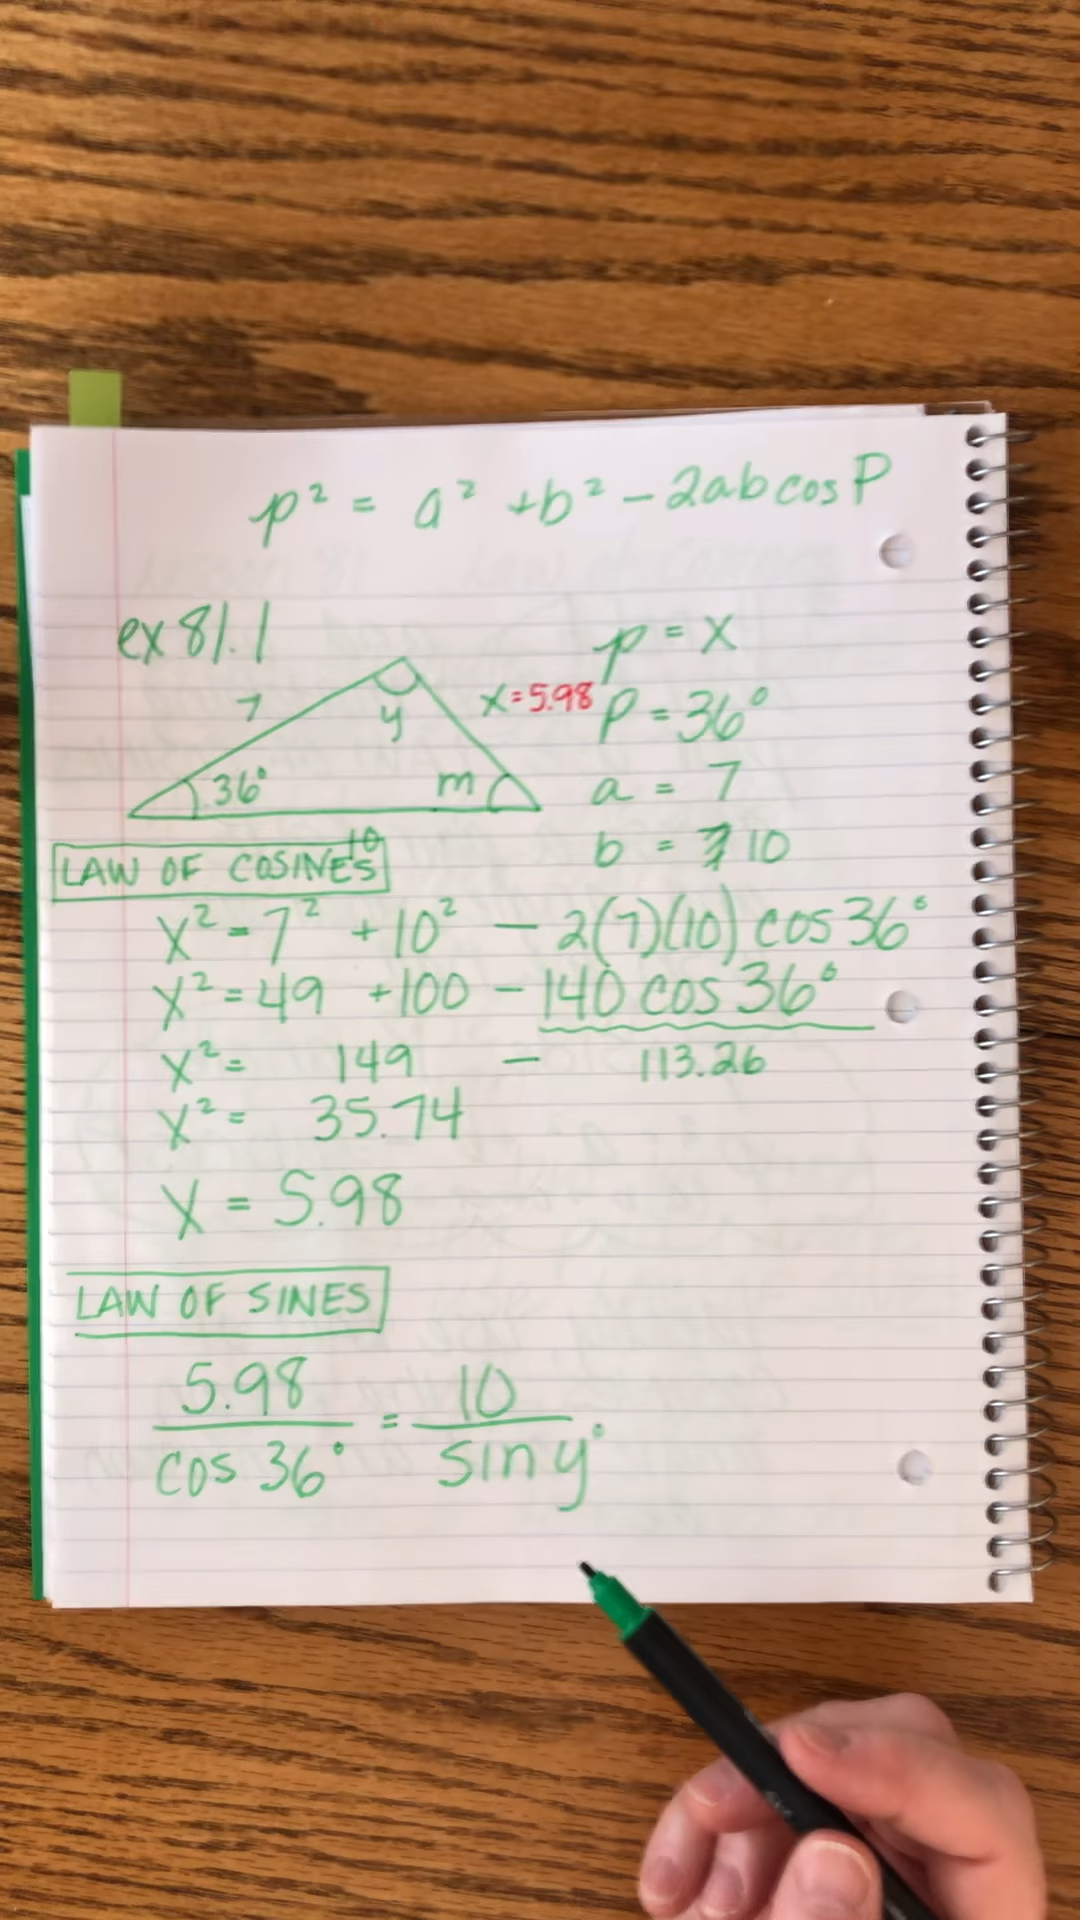 p² = a² + b² - 2ab cos P
ex 81.1
p = x
7
y
x = 5.98
P = 36°
36°
m
a = 7
10
b = 10
LAW OF COSINES
x² = 7² + 10² - 2(7)(10) cos 36°
x² = 49 + 100 - 140 cos 36°
x² = 149 - 113.26
x² = 35.74
x = 5.98
LAW OF SINES
5.98 = 10
cos 36° sin y°